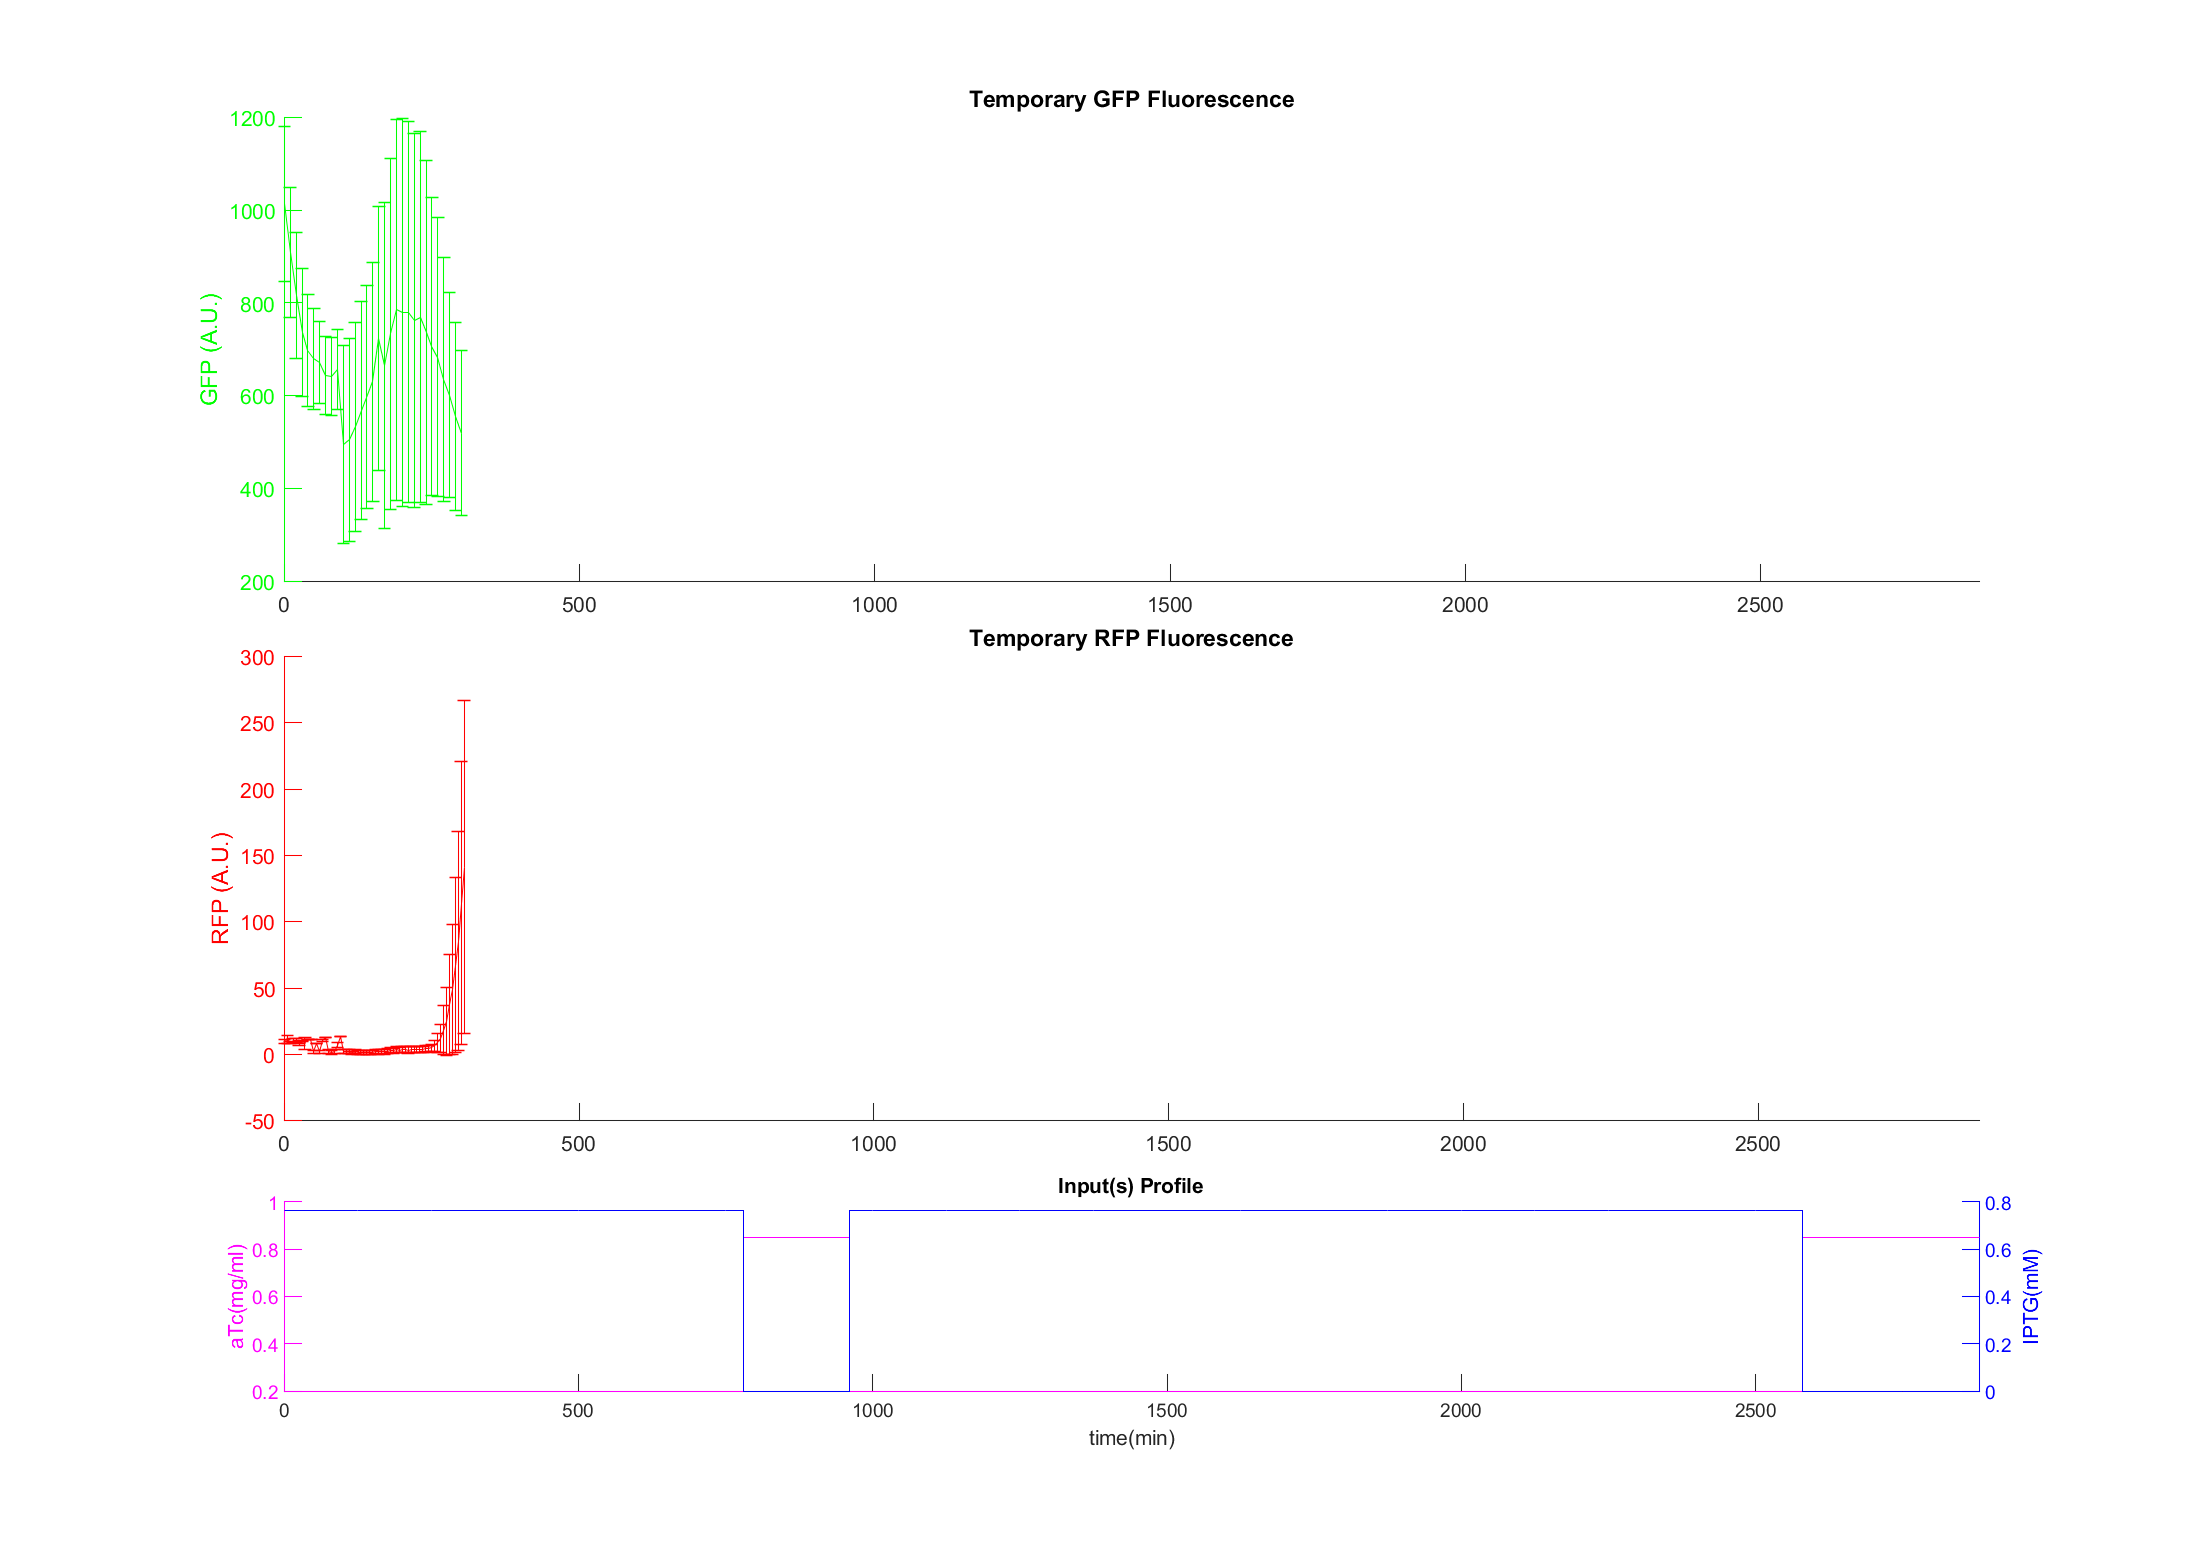 Temporary GFP Fluorescence
1200
1000
800
600
400
200
GFP (A.U.)
0 500 1000 1500 2000 2500
Temporary RFP Fluorescence
300
250
200
150
100
50
0
-50
RFP (A.U.)
0 500 1000 1500 2000 2500
Input(s) Profile
1
0.8
0.6
0.4
0.2
aTc(mg/ml)
0.8
0.6
0.4
0.2
0
IPTG(mM)
0 500 1000 1500 2000 2500
time(min)